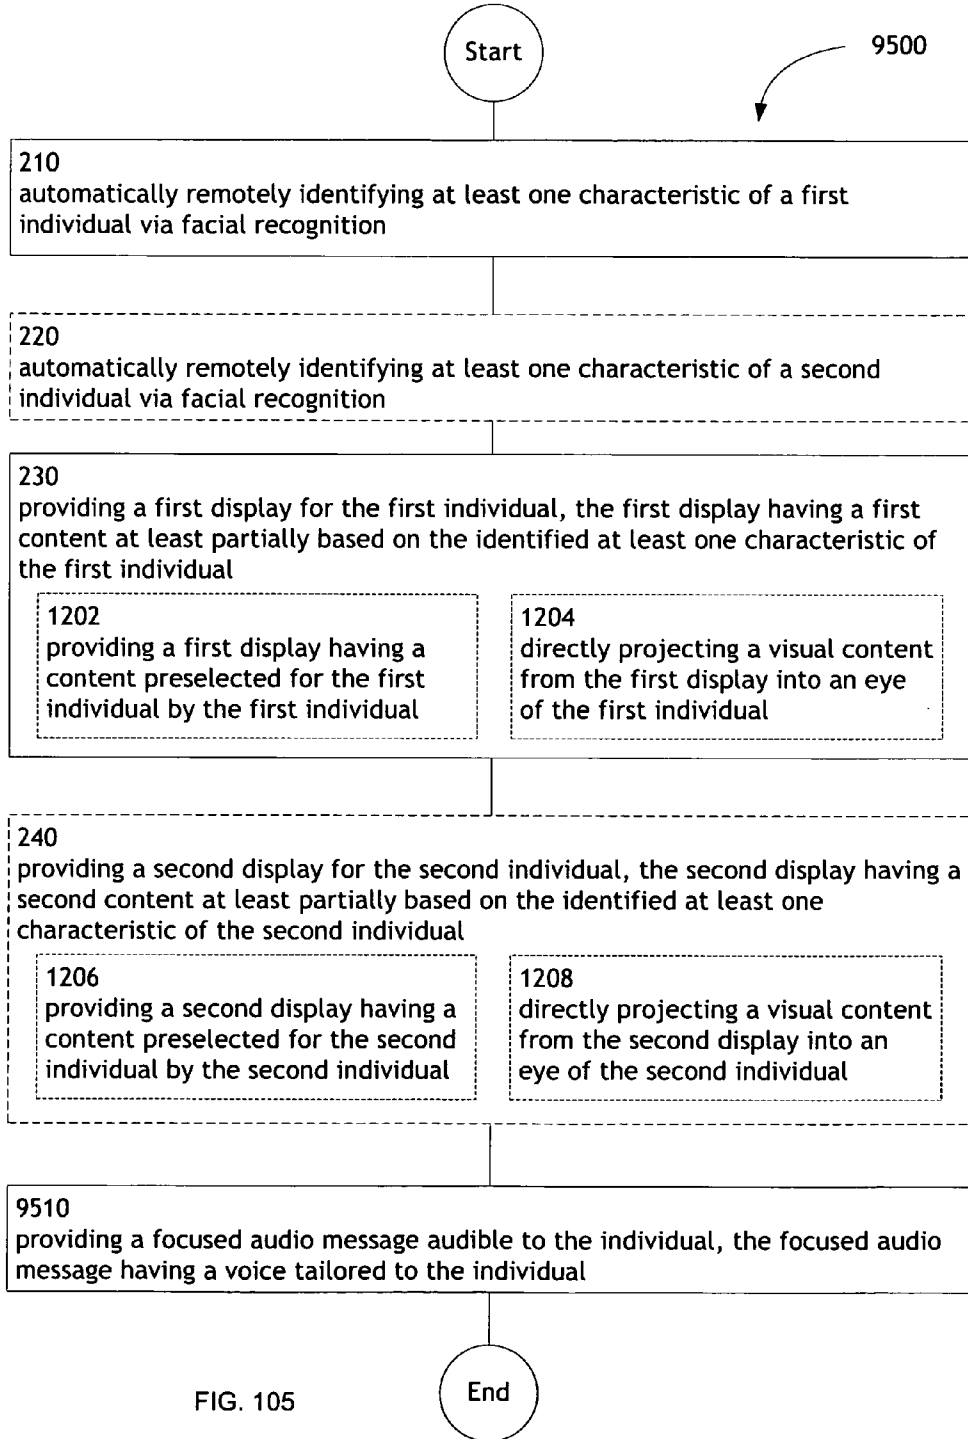 Start
9500
210
automatically remotely identifying at least one characteristic of a first
individual via facial recognition
220
automatically remotely identifying at least one characteristic of a second
individual via facial recognition
230
providing a first display for the first individual, the first display having a first
content at least partially based on the identified at least one characteristic of
the first individual
1202
providing a first display having a
content preselected for the first
individual by the first individual
1204
directly projecting a visual content
from the first display into an eye
of the first individual
240
providing a second display for the second individual, the second display having a
second content at least partially based on the identified at least one
characteristic of the second individual
1206
providing a second display having a
content preselected for the second
individual by the second individual
1208
directly projecting a visual content
from the second display into an
eye of the second individual
9510
providing a focused audio message audible to the individual, the focused audio
message having a voice tailored to the individual
End
FIG. 105